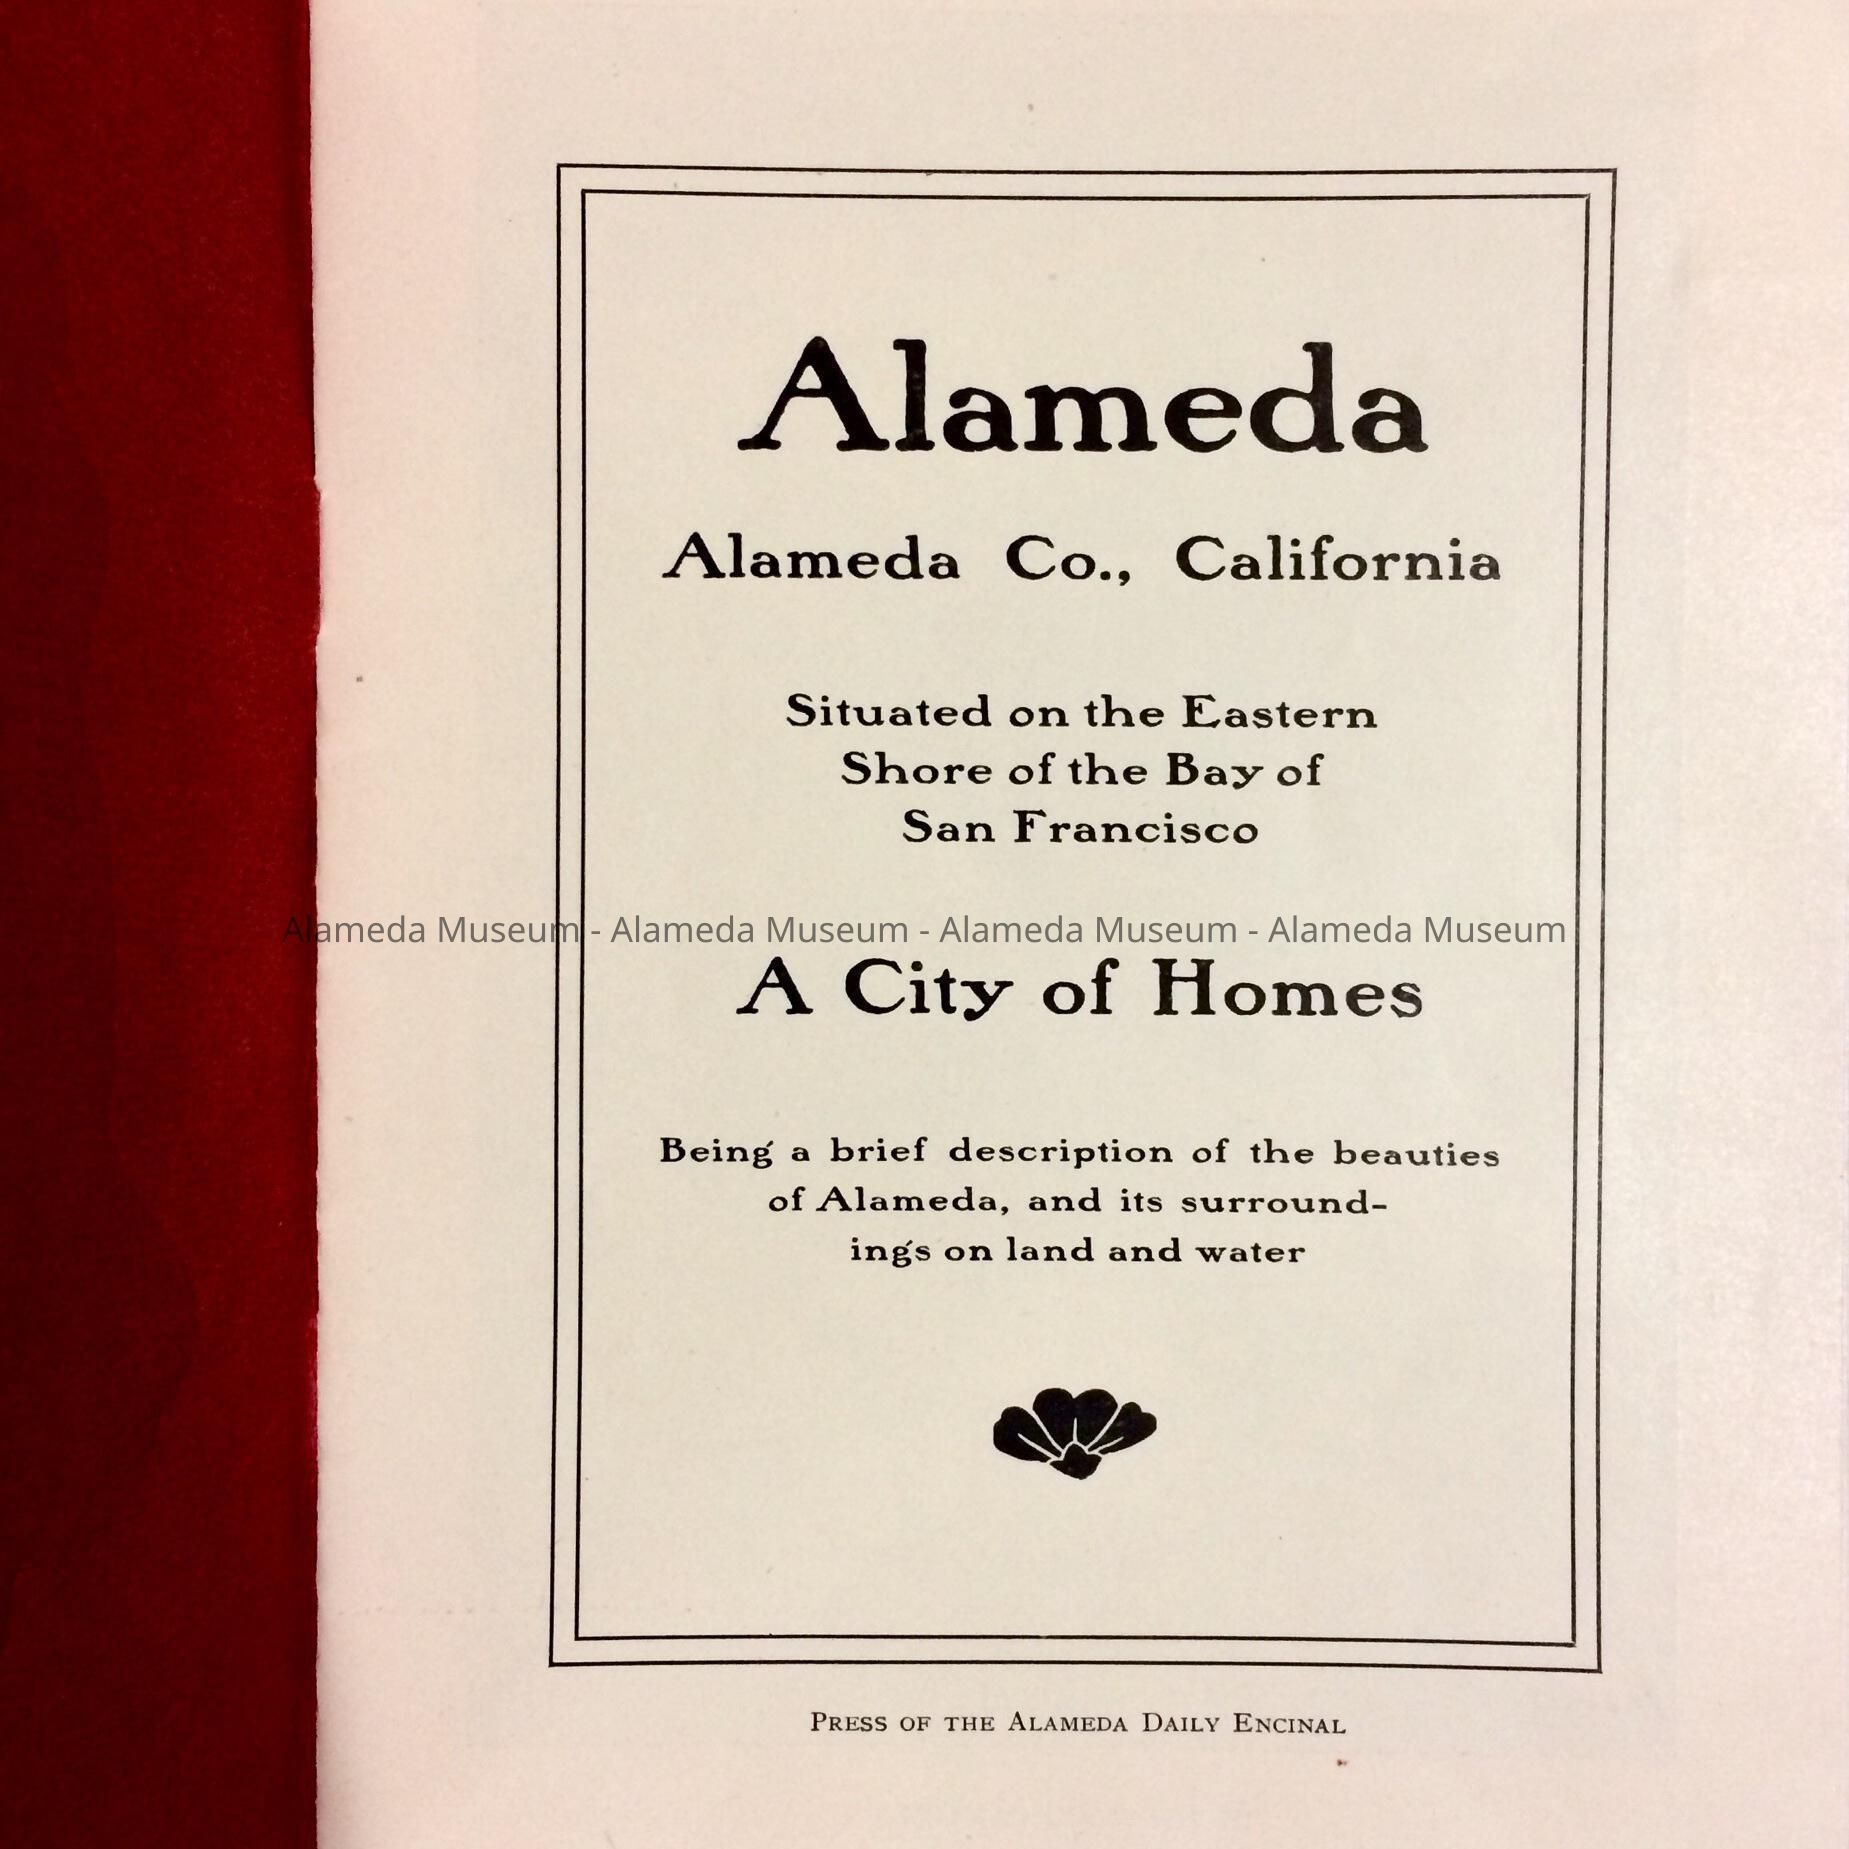 Alameda
Alameda Co., California
Situated on the Eastern
Shore of the Bay of
San Francisco
Alameda Museum - Alameda Museum - Alameda Museum - Alameda Museum
A City of Homes
Being a brief description of the beauties
of Alameda, and its surround-
ings on land and water
PRESS OF THE ALAMEDA DAILY ENCINAL